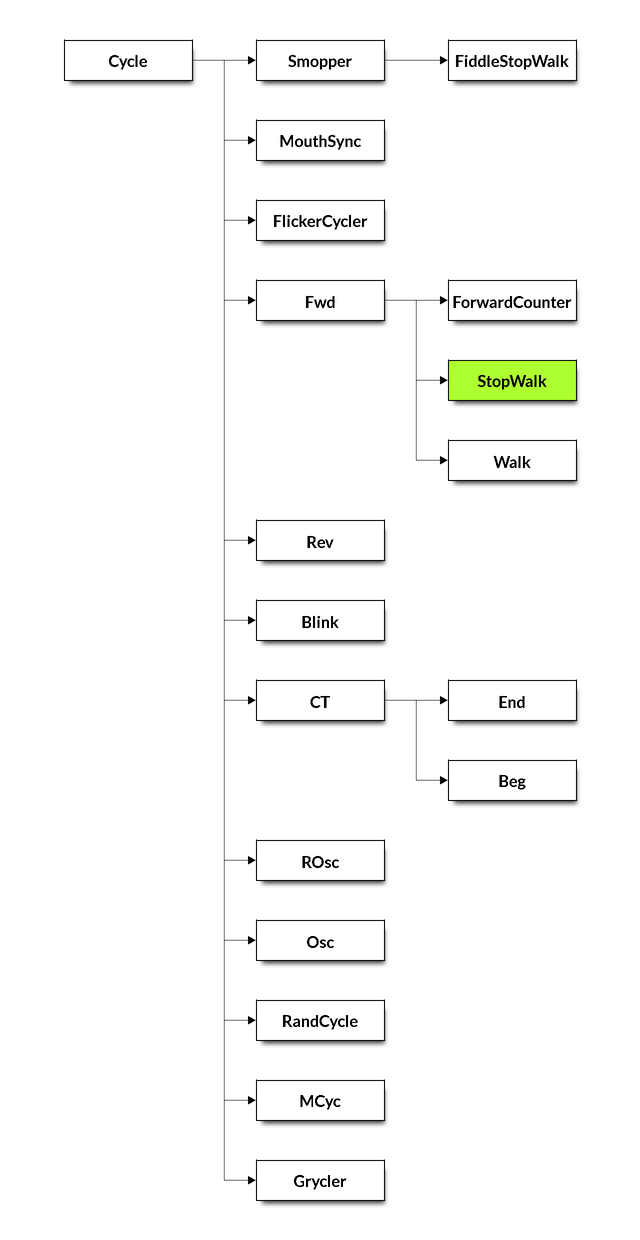 Cycle
Smopper
FiddleStopWalk
MouthSync
FlickerCycler
Fwd
ForwardCounter
StopWalk
Walk
Rev
Blink
CT
End
Beg
ROsc
Osc
RandCycle
MCyc
Grycler